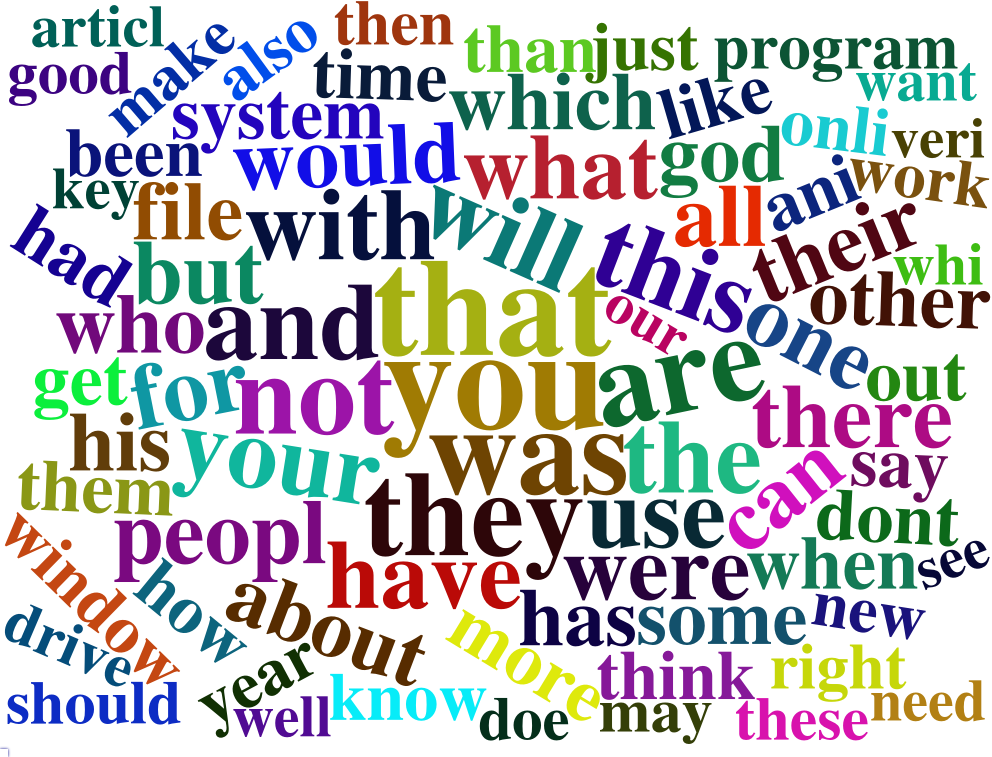 articl make also then than just program
good time which like want
system been would what god onli veri
key file with will all ani work
had but this their whi
who and that our one other
get for not you are out
his your was the there
them can say
peopl they use dont
window how have were when see
drive about has some new
year more think right
should well know doe may these need